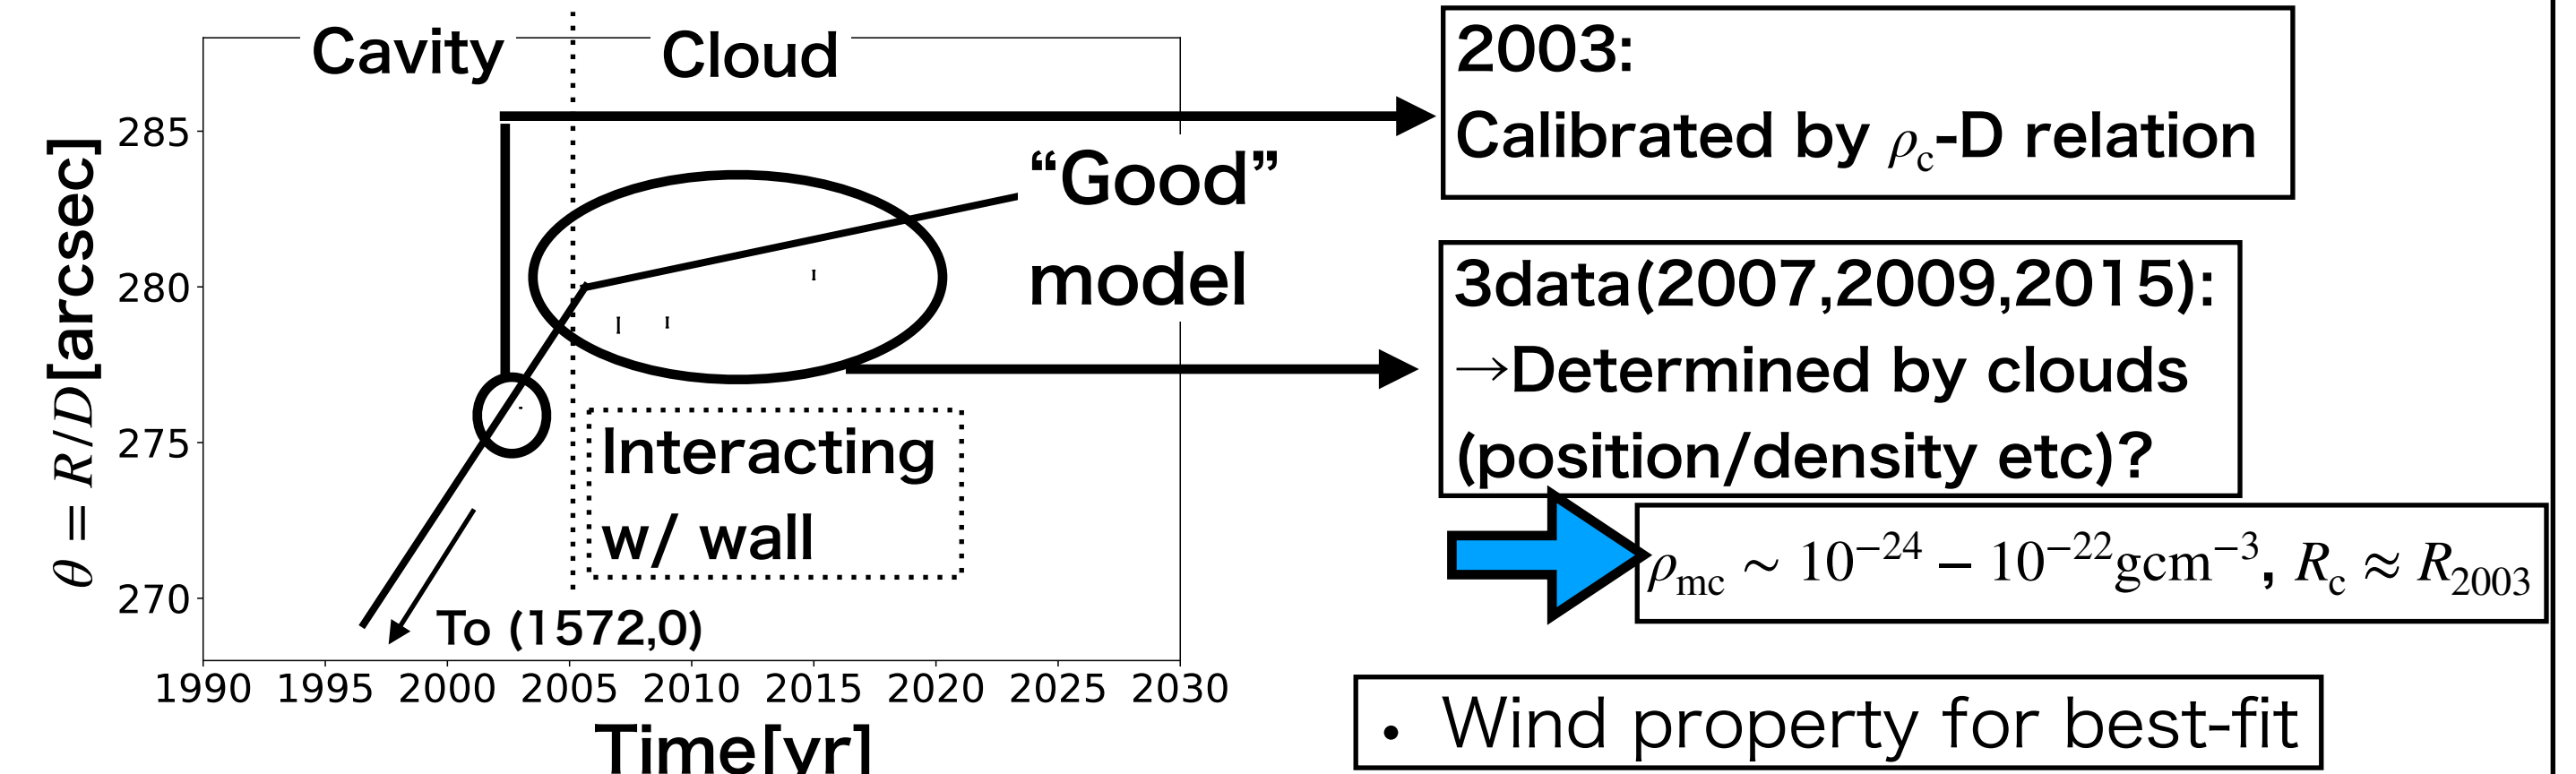 Cavity
Cloud
285
280
275
270
θ = R/D[arcsec]
"Good"
model
Interacting
w/ wall
To (1572,0)
1990 1995 2000 2005 2010 2015 2020 2025 2030
Time[yr]
2003:
Calibrated by ρc-D relation
3data(2007,2009,2015):
→Determined by clouds
(position/density etc)?
ρmc ∼ 10⁻²⁴ – 10⁻²²gcm⁻³, Rc ≈ R2003
• Wind property for best-fit